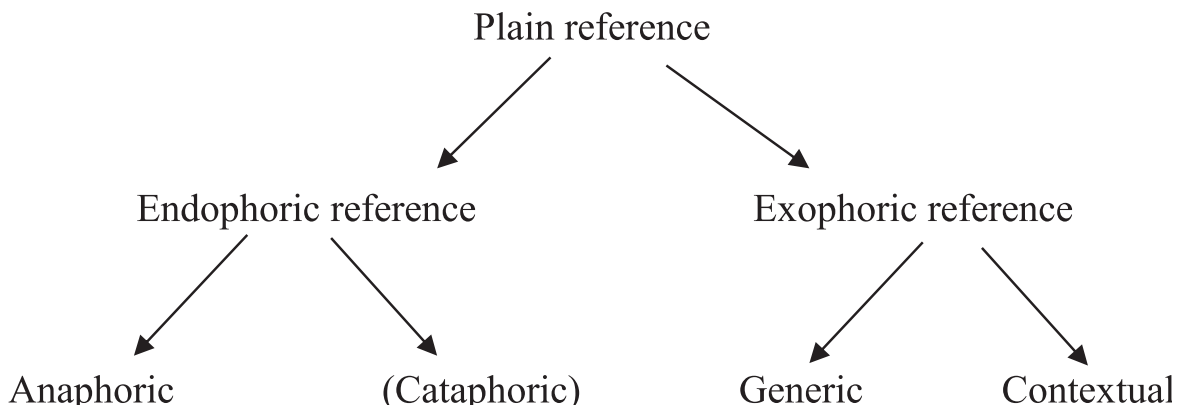 Plain reference
Endophoric reference Exophoric reference
Anaphoric (Cataphoric) Generic Contextual